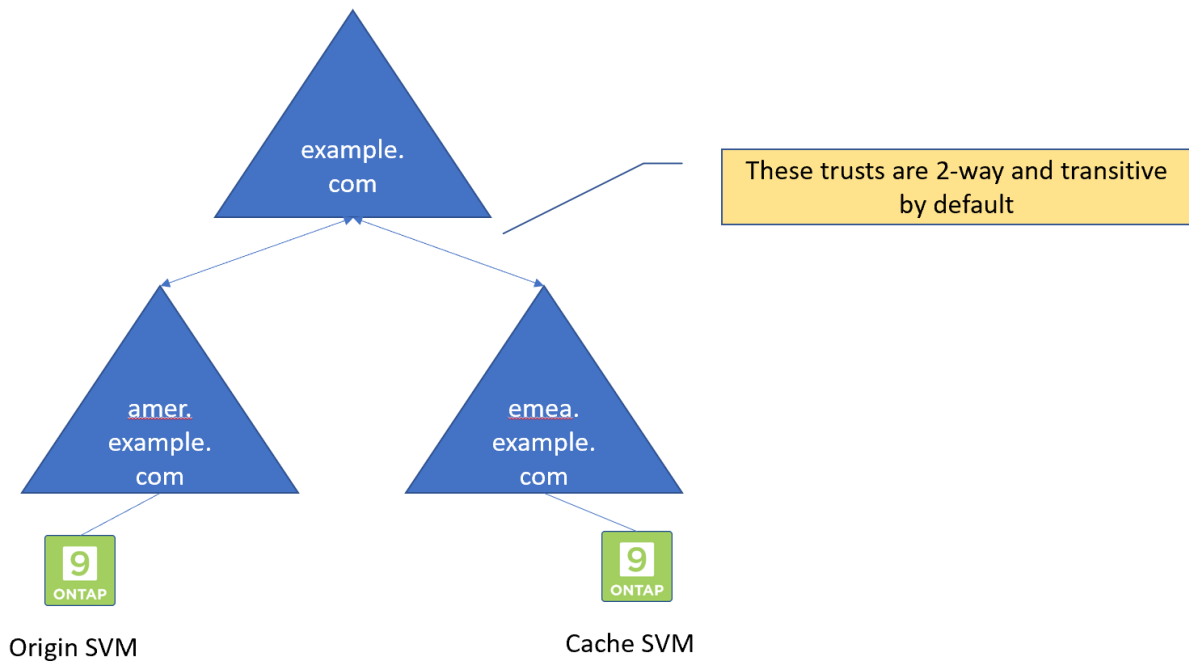 example.
com
These trusts are 2-way and transitive
by default
amer.
example.
com
emea.
example.
com
9
ONTAP
9
ONTAP
Origin SVM
Cache SVM